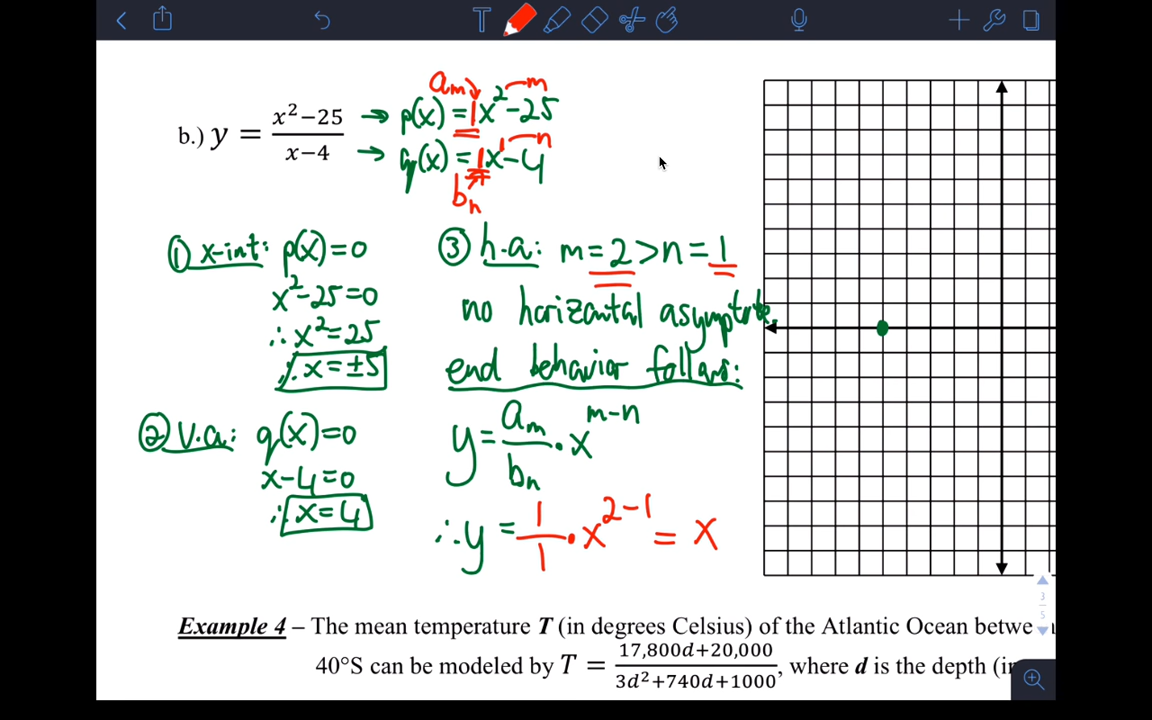 b.) y = x²−25 / x−4
aₘ m
→ p(x) = 1x² −25
→ q(x) = 1x¹ −4
n
bₙ
① x-int: p(x)=0
x²−25=0
∴ x²=25
∴ x=±5
② v.a: q(x)=0
x−4=0
∴ x=4
③ h.a: m=2>n=1
no horizontal asymptote.
end behavior follows:
y = aₘ/bₙ · x^(m−n)
∴ y = 1/1 · x^(2−1) = x
3
5
Example 4 – The mean temperature T (in degrees Celsius) of the Atlantic Ocean
40°S can be modeled by T = 17,800d+20,000 / 3d²+740d+1000, where d is the depth